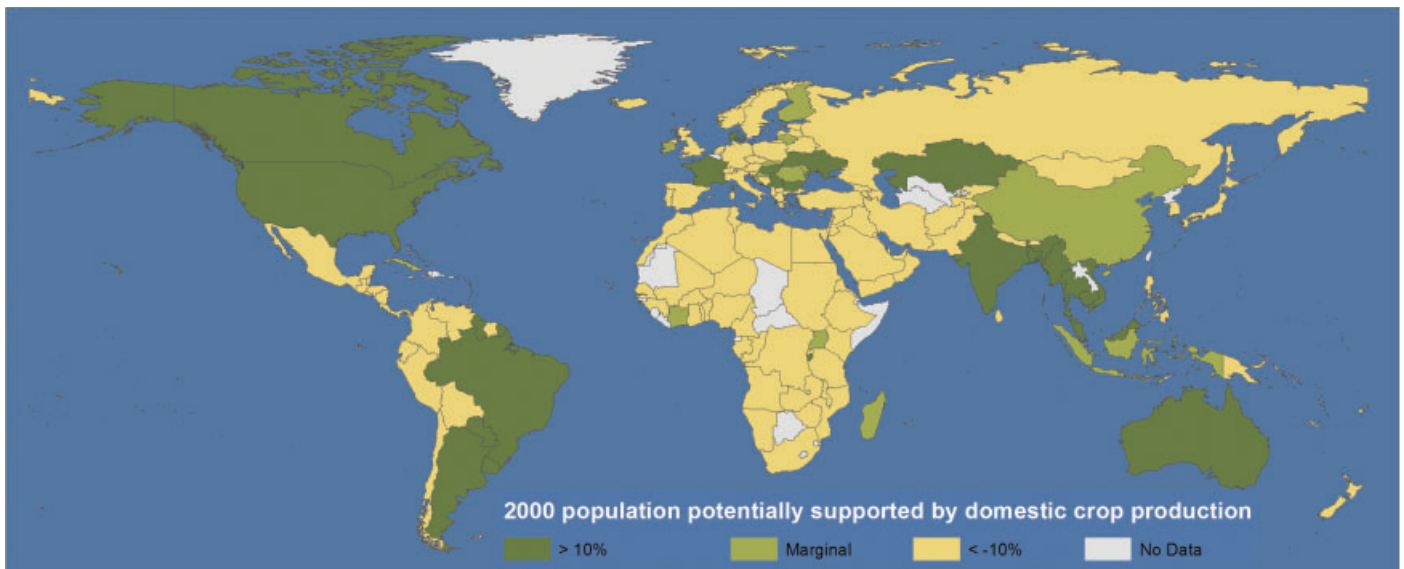 2000 population potentially supported by domestic crop production
> 10% Marginal < -10% No Data